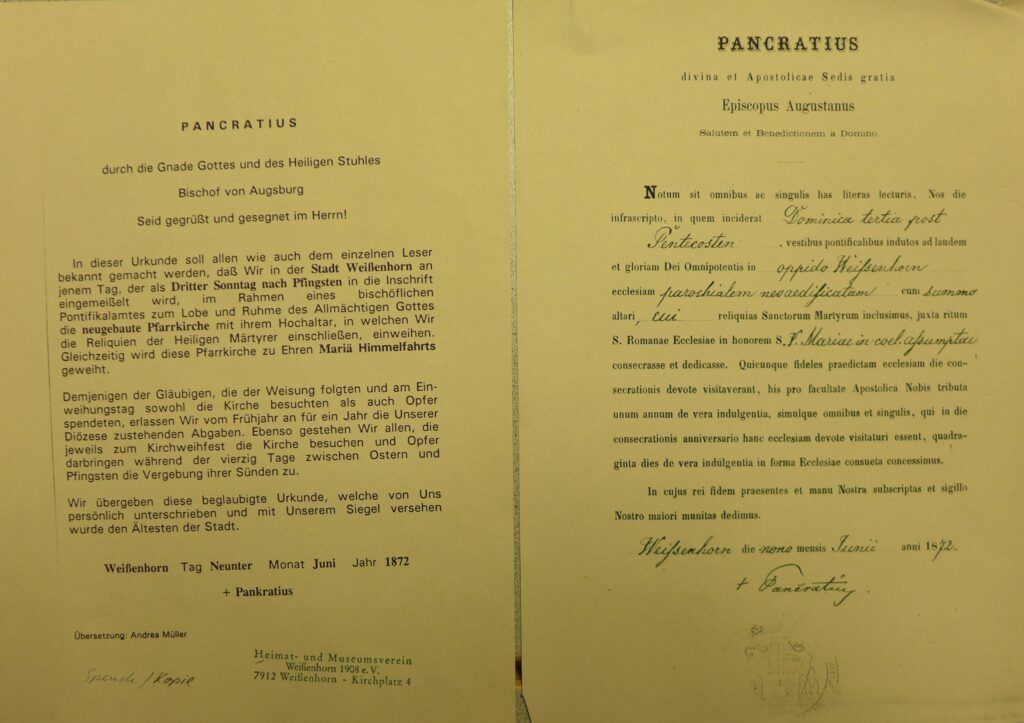 PANCRATIUS
durch die Gnade Gottes und des Heiligen Stuhles
Bischof von Augsburg
Seid gegrüßt und gesegnet im Herrn!
In dieser Urkunde soll allen wie auch dem einzelnen Leser
bekannt gemacht werden, daß Wir in der Stadt Weißenhorn an
jenem Tag, der als Dritter Sonntag nach Pfingsten in die Inschrift
eingemeißelt wird, im Rahmen eines bischöflichen
Pontifikalamtes zum Lobe und Ruhme des Allmächtigen Gottes
die neugebaute Pfarrkirche mit ihrem Hochaltar, in welchen Wir
die Reliquien der Heiligen Märtyrer einschließen, einweihen.
Gleichzeitig wird diese Pfarrkirche zu Ehren Mariä Himmelfahrts
geweiht.
Demjenigen der Gläubigen, die der Weisung folgten und am Ein-
weihungstag sowohl die Kirche besuchten als auch Opfer
spendeten, erlassen Wir vom Frühjahr an für ein Jahr die Unserer
Diözese zustehenden Abgaben. Ebenso gestehen Wir allen, die
jeweils zum Kirchweihfest die Kirche besuchen und Opfer
darbringen während der vierzig Tage zwischen Ostern und
Pfingsten die Vergebung ihrer Sünden zu.
Wir übergeben diese beglaubigte Urkunde, welche von Uns
persönlich unterschrieben und mit Unserem Siegel versehen
wurde den Ältesten der Stadt.
Weißenhorn Tag Neunter Monat Juni Jahr 1872
+ Pankratius
Übersetzung: Andrea Müller
Spende / Kopie
Heimat- und Museumsverein
Weißenhorn 1908 e.V.
7912 Weißenhorn - Kirchplatz 4
PANCRATIUS
divina et Apostolicae Sedis gratia
Episcopus Augustanus
Salutem et Benedictionem a Domino.
Notum sit omnibus ac singulis has literas lecturis. Nos die
infrascripto, in quem inciderat Dominica tertia post
Pentecosten, vestibus pontificalibus indutos ad laudem
et gloriam Dei Omnipotentis in oppido Weißenhorn
ecclesiam parochialem neoaedificatam cum summo
altari, cui reliquias Sanctorum Martyrum inclusimus, juxta ritum
S. Romanae Ecclesiae in honorem S. V. Mariae in coel. assumptae
consecrasse et dedicasse. Quicunque fideles praedictam ecclesiam die con-
secrationis devote visitaverant, his pro facultate Apostolica Nobis tributa
unum annum de vera indulgentia, simulque omnibus et singulis, qui in die
consecrationis anniversario hanc ecclesiam devote visitaturi essent, quadra-
ginta dies de vera indulgentia in forma Ecclesiae consueta concessimus.
In cujus rei fidem praesentes et manu Nostra subscriptas et sigillo
Nostro maiori munitas dedimus.
Weißenhorn die nono mensis Junii anni 1872.
+ Pancratius.